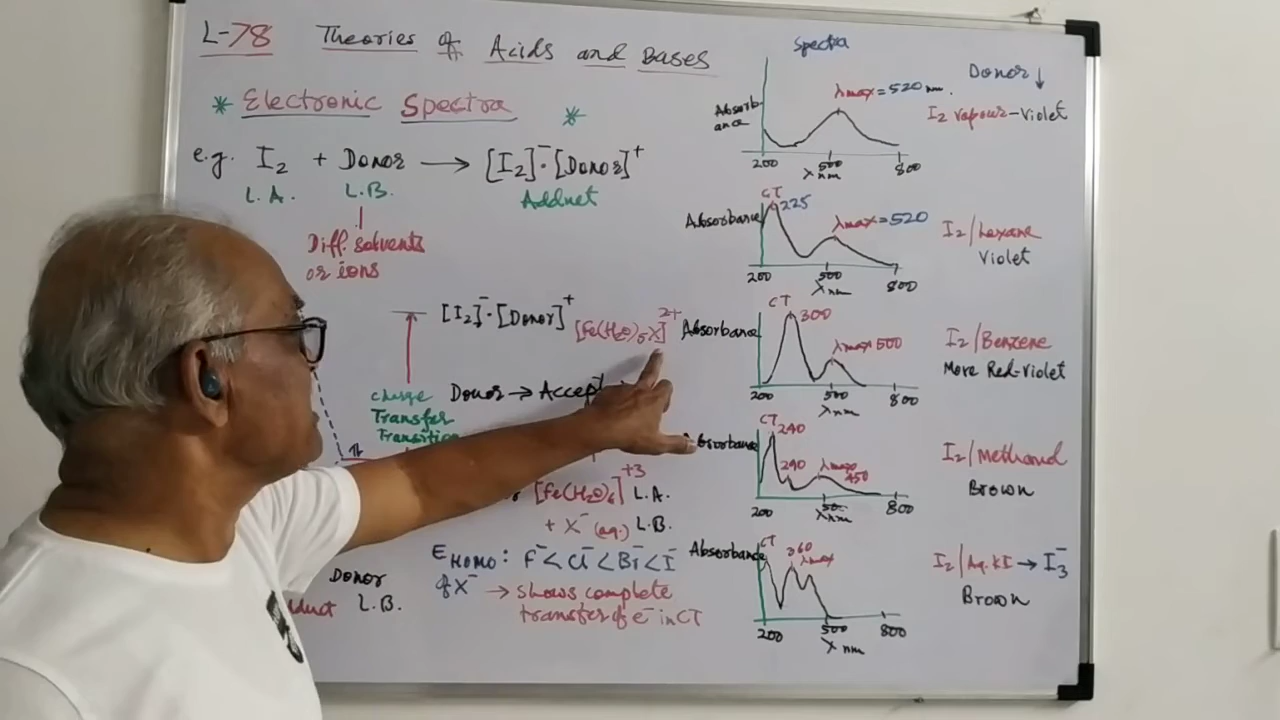 L-78 Theories of Acids and Bases
* Electronic Spectra *
e.g. I₂ + Donor → [I₂]⁻·[Donor]⁺
L.A. L.B. Adduct
Diff. solvents
or ions
[I₂]⁻·[Donor]⁺
[Fe(H₂O)₅X]²⁺
Donor → Accept
Charge
Transfer
Transition
[Fe(H₂O)₆]⁺³ L.A.
+ X⁻ (aq.) L.B.
E HOMO : F⁻ < Cl⁻ < Br⁻ < I⁻
of X⁻ → shows complete
transfer of e⁻ in CT
Donor
L.B.
Spectra
Donor ↓
Absorb-
ance
λmax = 520 nm.
200 500 800
λ nm
I₂ vapour - Violet
Absorbance
CT 225
λmax = 520
200 500 800
λ nm
I₂/hexane
Violet
Absorbance
CT 300
λmax 500
200 500 800
λ nm
I₂/Benzene
More Red-Violet
CT 240
290
λmax
450
200 800
λ nm
I₂/Methanol
Brown
Absorbance
CT
360
λmax
200 500 800
λ nm
I₂/Aq. KI → I₃⁻
Brown